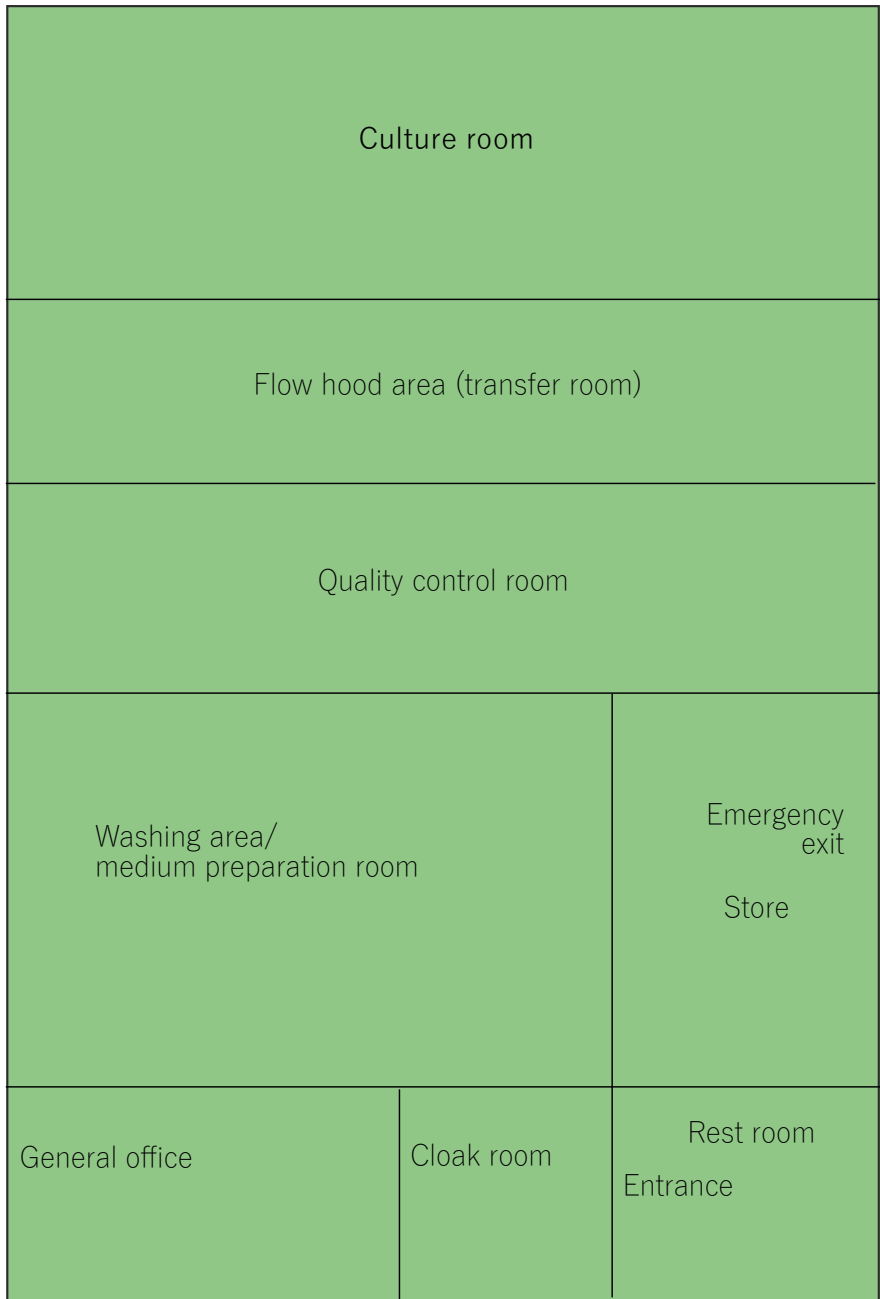 Culture room
Flow hood area (transfer room)
Quality control room
Washing area/
medium preparation room
Emergency
exit
Store
General office
Cloak room
Rest room
Entrance